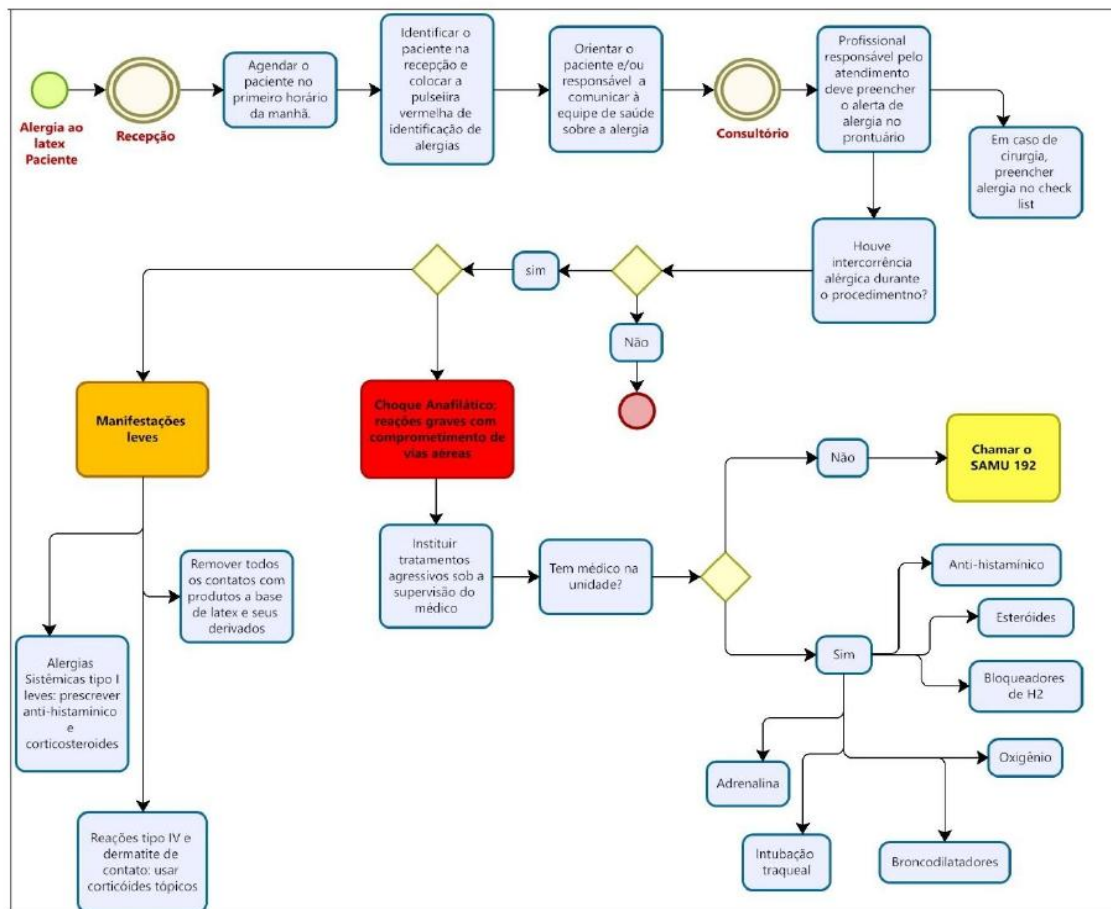 Alergia ao
latex
Paciente
Recepção
Agendar o
paciente no
primeiro horário
da manhã.
Identificar o
paciente na
recepção e
colocar a
pulseiira
vermelha de
identificação de
alergias
Orientar o
paciente e/ou
responsável a
comunicar à
equipe de saúde
sobre a alergia
Consultório
Profissional
responsável pelo
atendimento
deve preencher
o alerta de
alergia no
prontuário
Em caso de
cirurgia,
preencher
alergia no check
list
Houve
intercorrência
alérgica durante
o procedimentno?
sim
Não
Manifestações
leves
Choque Anafilático;
reações graves com
comprometimento de
vias aéreas
Não
Chamar o
SAMU 192
Instituir
tratamentos
agressivos sob a
supervisão do
médico
Tem médico na
unidade?
Remover todos
os contatos com
produtos a base
de latex e seus
derivados
Alergias
Sistêmicas tipo I
leves: prescrever
anti-histamínico
e
corticosteroides
Reações tipo IV e
dermatite de
contato: usar
corticóides tópicos
Sim
Anti-histamínico
Esteróides
Bloqueadores
de H2
Oxigênio
Adrenalina
Intubação
traqueal
Broncodilatadores